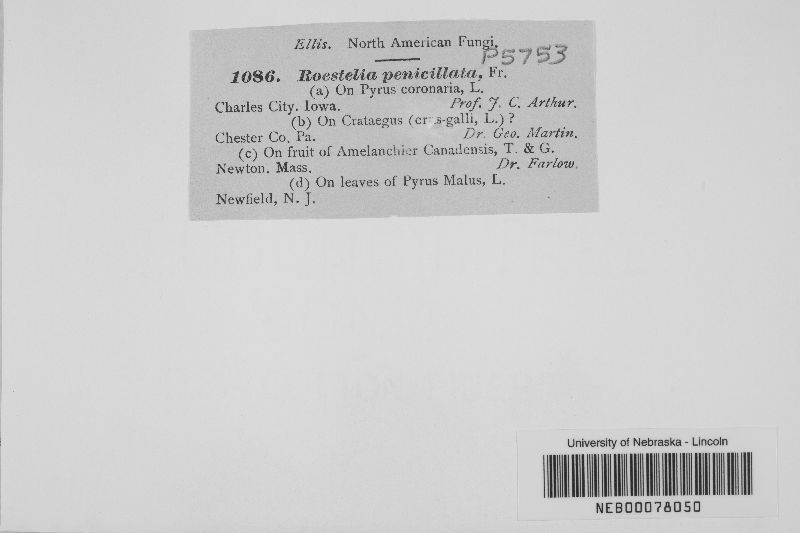 Ellis. North American Fungi.
P5753
1086. Roestelia penicillata, Fr.
(a) On Pyrus coronaria, L.
Charles City. Iowa. Prof. J. C. Arthur.
(b) On Crataegus (crus-galli, L.) ?
Chester Co. Pa. Dr. Geo. Martin.
(c) On fruit of Amelanchier Canadensis, T. & G.
Newton. Mass. Dr. Farlow.
(d) On leaves of Pyrus Malus, L.
Newfield, N. J.
University of Nebraska - Lincoln
NEB00078050